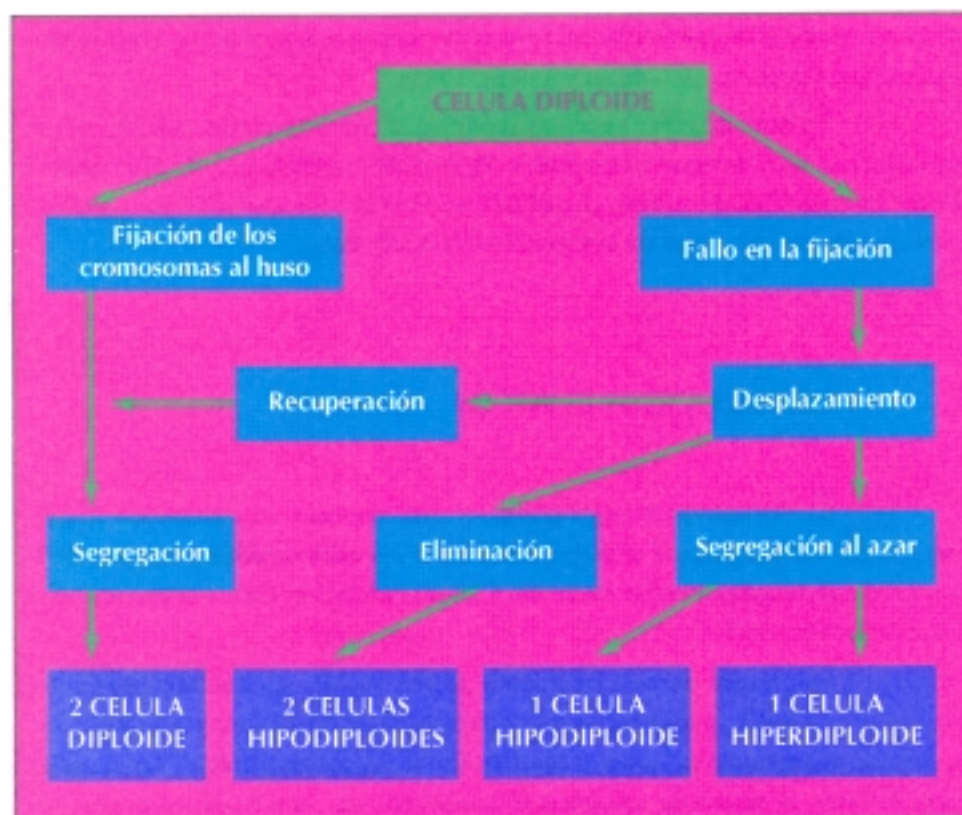 CELULA DIPLOIDE
Fijación de los
cromosomas al huso
Fallo en la fijación
Recuperación
Desplazamiento
Segregación
Eliminación
Segregación al azar
2 CELULA
DIPLOIDE
2 CELULAS
HIPODIPLOIDES
1 CELULA
HIPODIPLOIDE
1 CELULA
HIPERDIPLOIDE